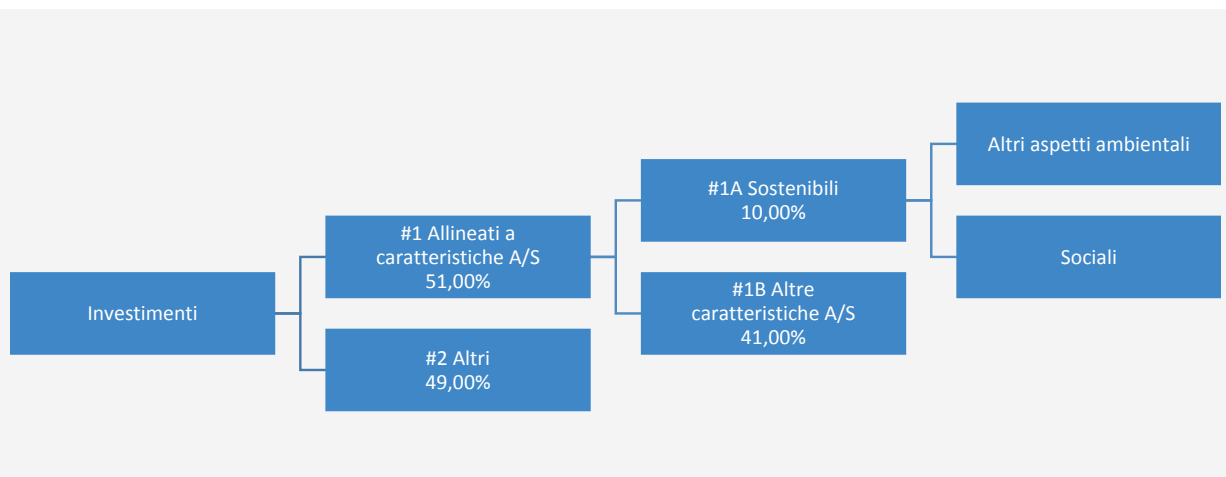 Investimenti
#1 Allineati a
caratteristiche A/S
51,00%
#2 Altri
49,00%
#1A Sostenibili
10,00%
#1B Altre
caratteristiche A/S
41,00%
Altri aspetti ambientali
Sociali